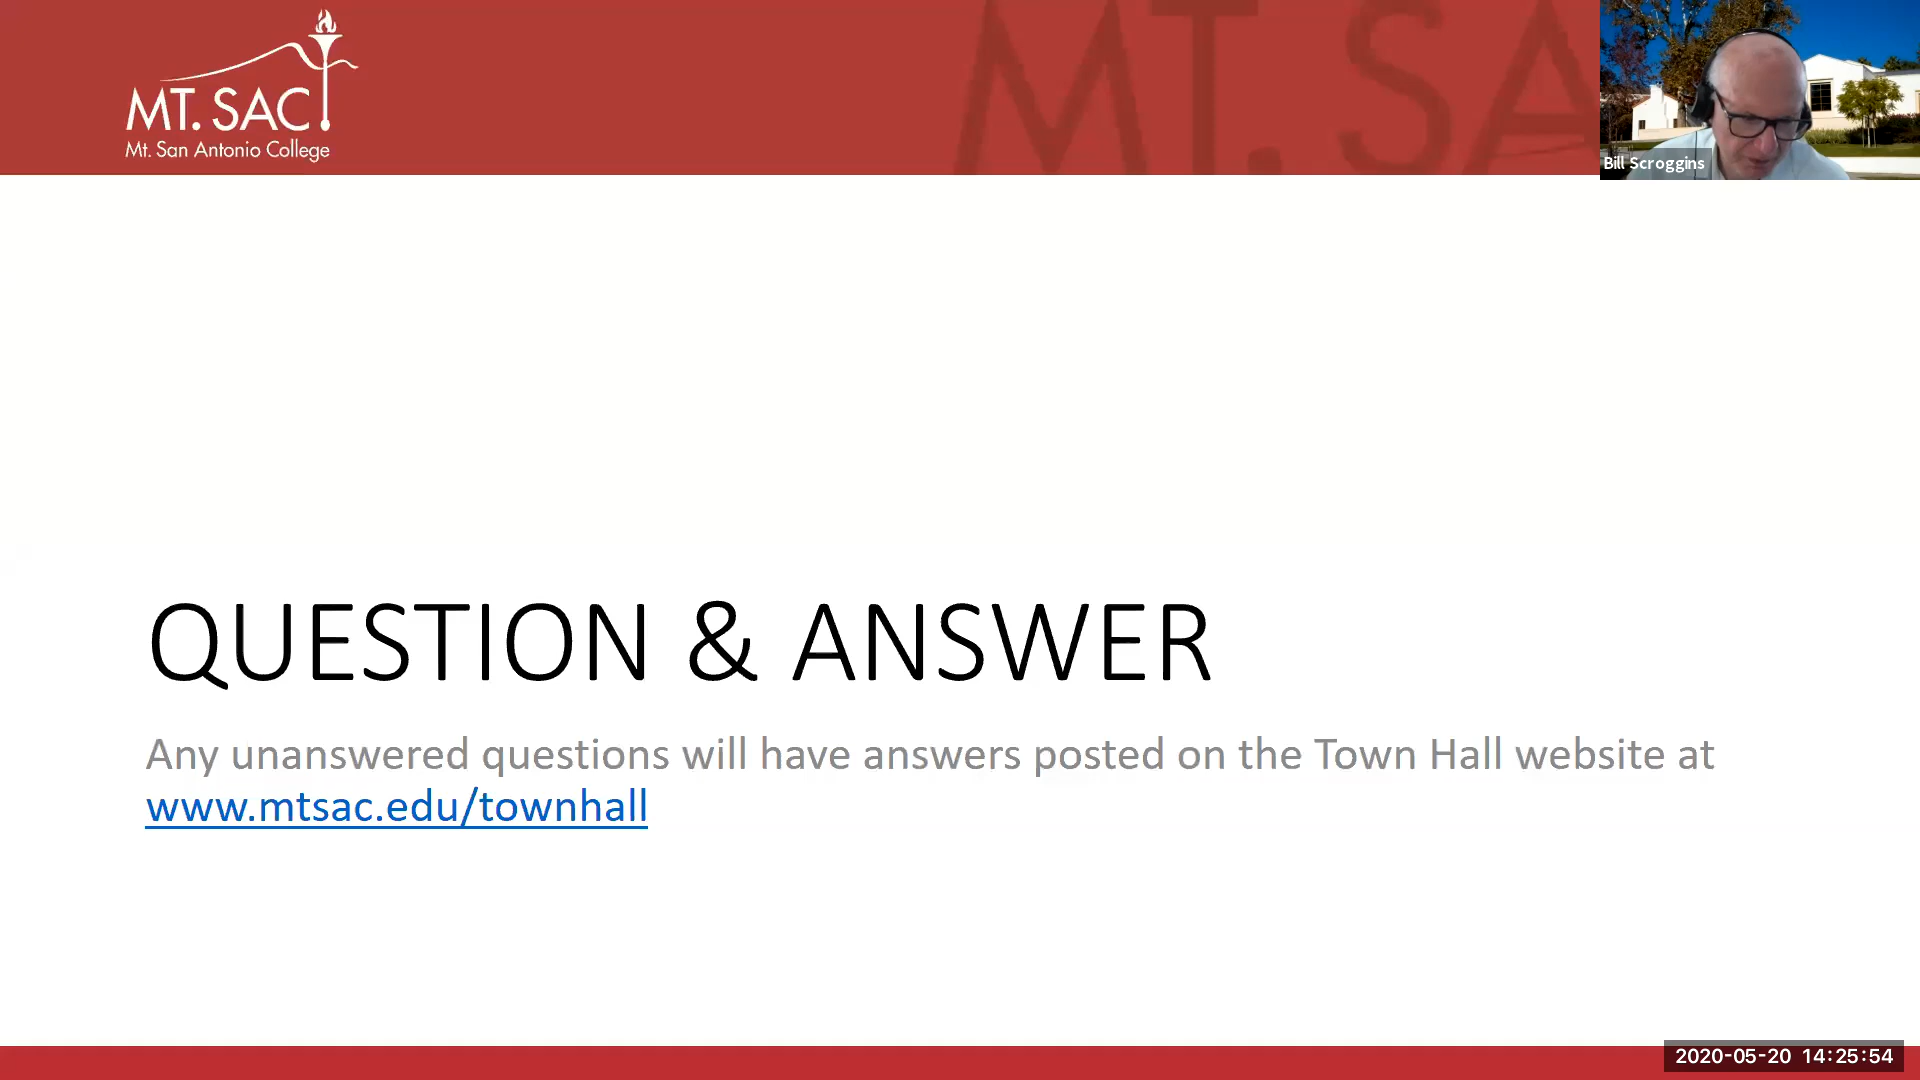 MT. SAC
Mt. San Antonio College
MT. SA
Bill Scroggins
QUESTION & ANSWER
Any unanswered questions will have answers posted on the Town Hall website at
www.mtsac.edu/townhall
2020-05-20 14:25:54